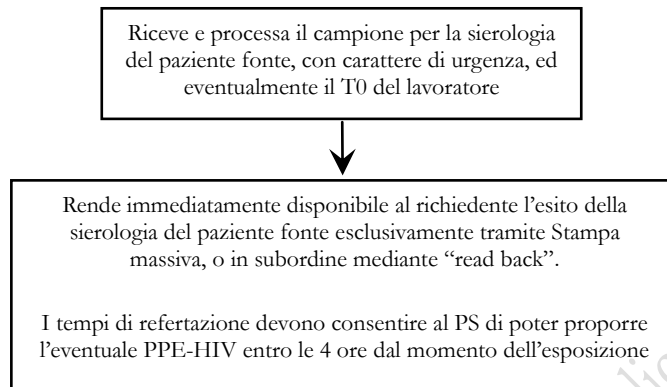 Riceve e processa il campione per la sierologia
del paziente fonte, con carattere di urgenza, ed
eventualmente il T0 del lavoratore
Rende immediatamente disponibile al richiedente l’esito della
sierologia del paziente fonte esclusivamente tramite Stampa
massiva, o in subordine mediante “read back”.
I tempi di refertazione devono consentire al PS di poter proporre
l’eventuale PPE-HIV entro le 4 ore dal momento dell’esposizione